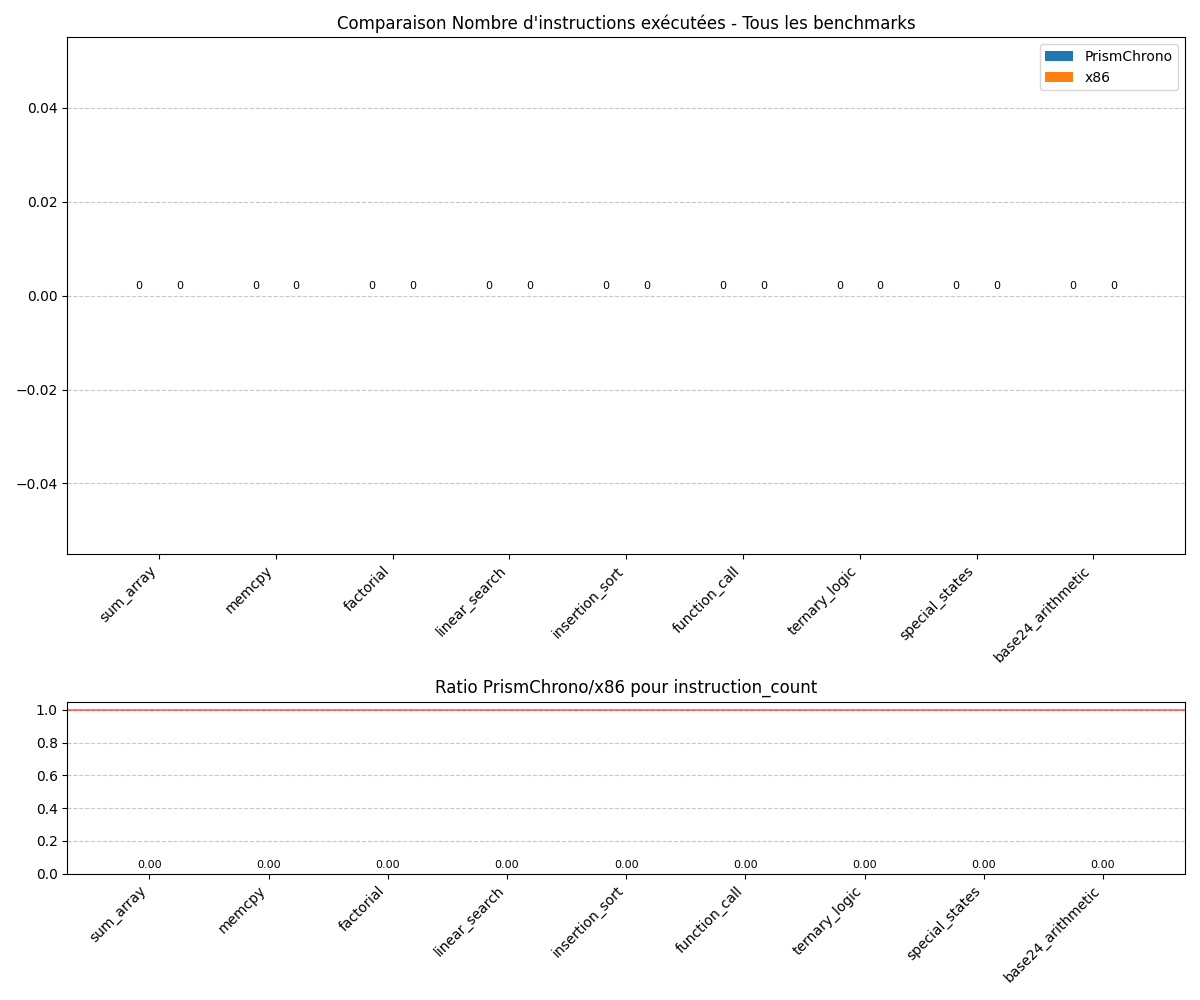 Comparaison Nombre d'instructions exécutées - Tous les benchmarks
PrismChrono
x86
0.04
0.02
0.00
−0.02
−0.04
0 0 0 0 0 0 0 0 0 0 0 0 0 0 0 0 0 0
sum_array
memcpy
factorial
linear_search
insertion_sort
function_call
ternary_logic
special_states
base24_arithmetic
Ratio PrismChrono/x86 pour instruction_count
1.0
0.8
0.6
0.4
0.2
0.0
0.00 0.00 0.00 0.00 0.00 0.00 0.00 0.00 0.00
sum_array
memcpy
factorial
linear_search
insertion_sort
function_call
ternary_logic
special_states
base24_arithmetic